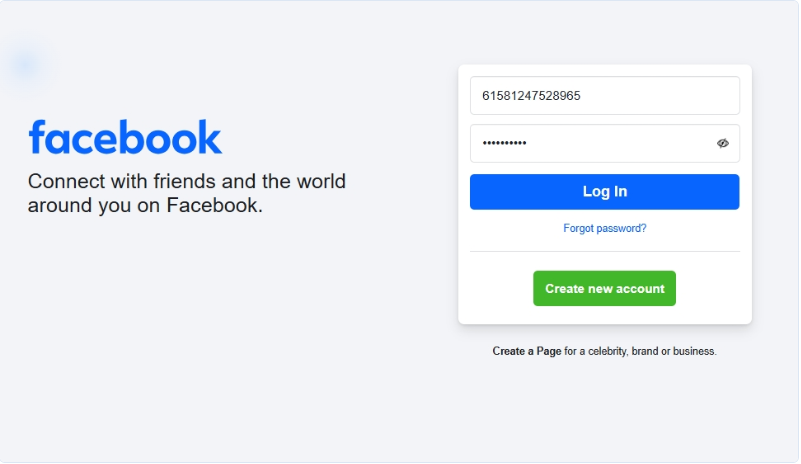 facebook
Connect with friends and the world
around you on Facebook.
61581247528965
••••••••••
Log In
Forgot password?
Create new account
Create a Page for a celebrity, brand or business.